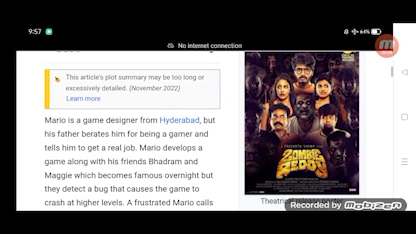 9:57
64%
No internet connection
This article's plot summary may be too long or
excessively detailed. (November 2022)
Learn more
Mario is a game designer from Hyderabad, but
his father berates him for being a gamer and
tells him to get a real job. Mario develops a
game along with his friends Bhadram and
Maggie which becomes famous overnight but
they detect a bug that causes the game to
crash at higher levels. A frustrated Mario calls
ZOMBIE REDDY
Theatric
Recorded by MOBIZEN